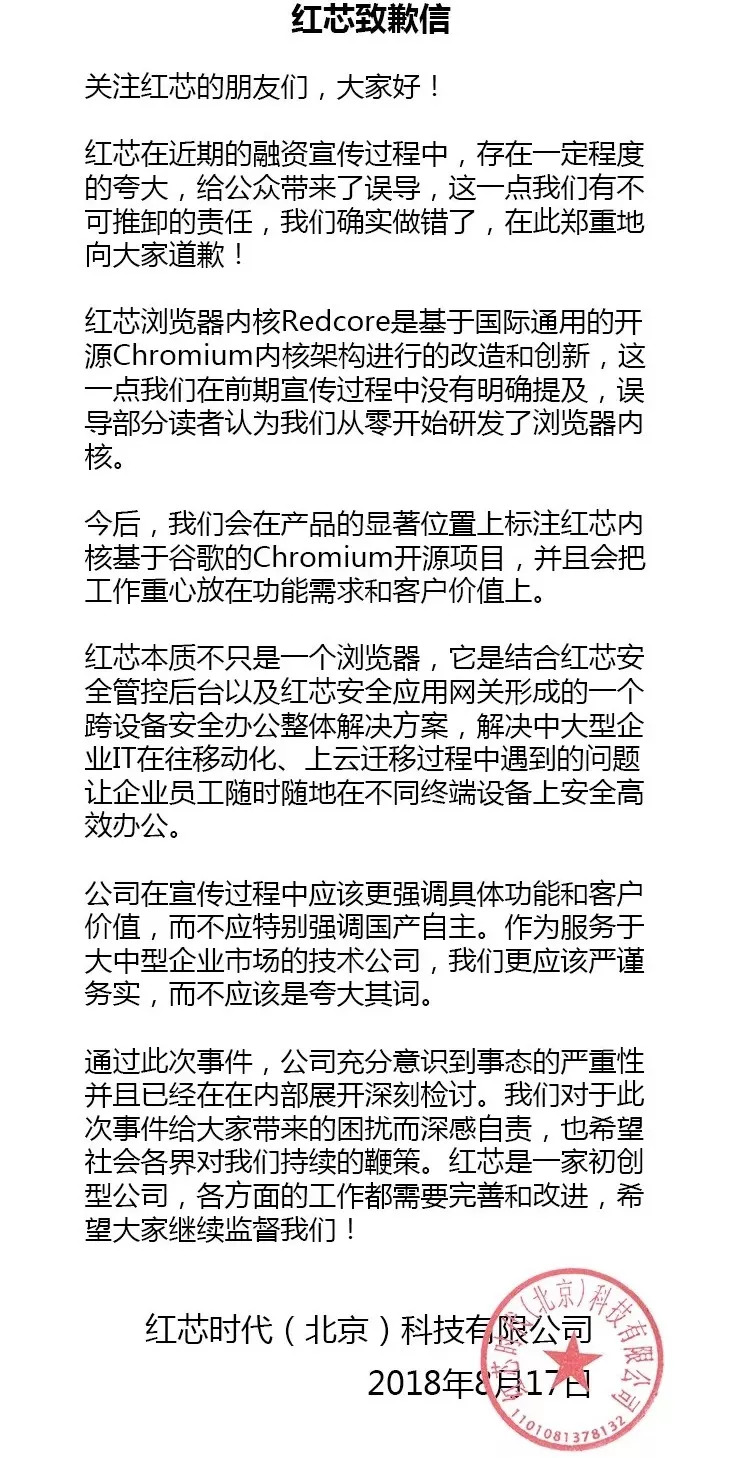 红芯致歉信
关注红芯的朋友们，大家好！
红芯在近期的融资宣传过程中，存在一定程度
的夸大，给公众带来了误导，这一点我们有不
可推卸的责任，我们确实做错了，在此郑重地
向大家道歉！
红芯浏览器内核Redcore是基于国际通用的开
源Chromium内核架构进行的改造和创新，这
一点我们在前期宣传过程中没有明确提及，误
导部分读者认为我们从零开始研发了浏览器内
核。
今后，我们会在产品的显著位置上标注红芯内
核基于谷歌的Chromium开源项目，并且会把
工作重心放在功能需求和客户价值上。
红芯本质不只是一个浏览器，它是结合红芯安
全管控后台以及红芯安全应用网关形成的一个
跨设备安全办公整体解决方案，解决中大型企
业IT在往移动化、上云迁移过程中遇到的问题
让企业员工随时随地在不同终端设备上安全高
效办公。
公司在宣传过程中应该更强调具体功能和客户
价值，而不应特别强调国产自主。作为服务于
大中型企业市场的技术公司，我们更应该严谨
务实，而不应该是夸大其词。
通过此次事件，公司充分意识到事态的严重性
并且已经在在内部展开深刻检讨。我们对于此
次事件给大家带来的困扰而深感自责，也希望
社会各界对我们持续的鞭策。红芯是一家初创
型公司，各方面的工作都需要完善和改进，希
望大家继续监督我们！
红芯时代（北京）科技有限公司
2018年8月17日
红芯时代(北京)科技有限公司
1101081378132